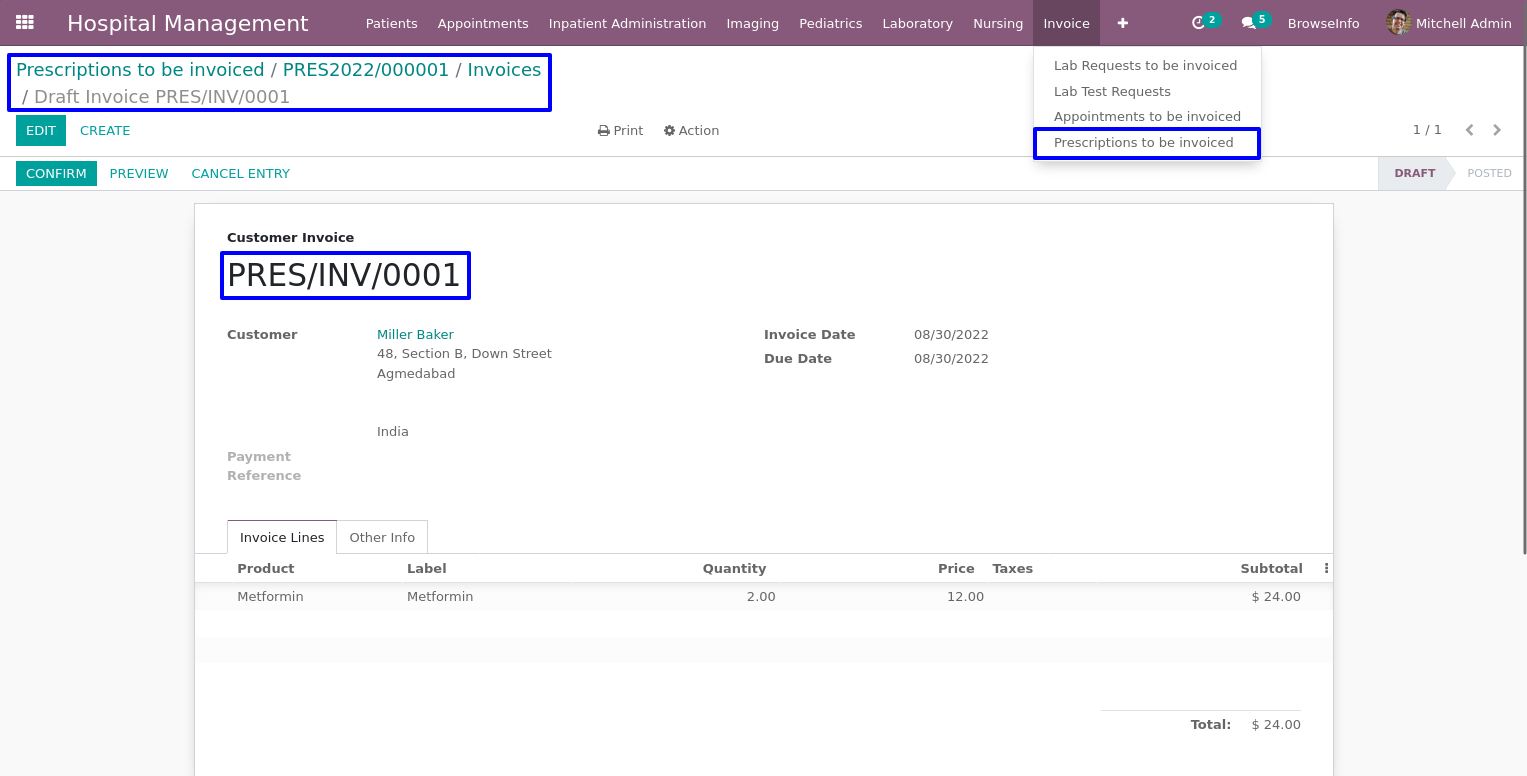 Hospital Management Patients Appointments Inpatient Administration Imaging Pediatrics Laboratory Nursing Invoice + 2 5 BrowseInfo Mitchell Admin
Prescriptions to be invoiced / PRES2022/000001 / Invoices
/ Draft Invoice PRES/INV/0001
Lab Requests to be invoiced
Lab Test Requests
Appointments to be invoiced
Prescriptions to be invoiced
EDIT CREATE Print Action 1 / 1
CONFIRM PREVIEW CANCEL ENTRY DRAFT POSTED
Customer Invoice
PRES/INV/0001
Customer Miller Baker Invoice Date 08/30/2022
48, Section B, Down Street Due Date 08/30/2022
Agmedabad
India
Payment
Reference
Invoice Lines Other Info
Product Label Quantity Price Taxes Subtotal
Metformin Metformin 2.00 12.00 $ 24.00
Total: $ 24.00